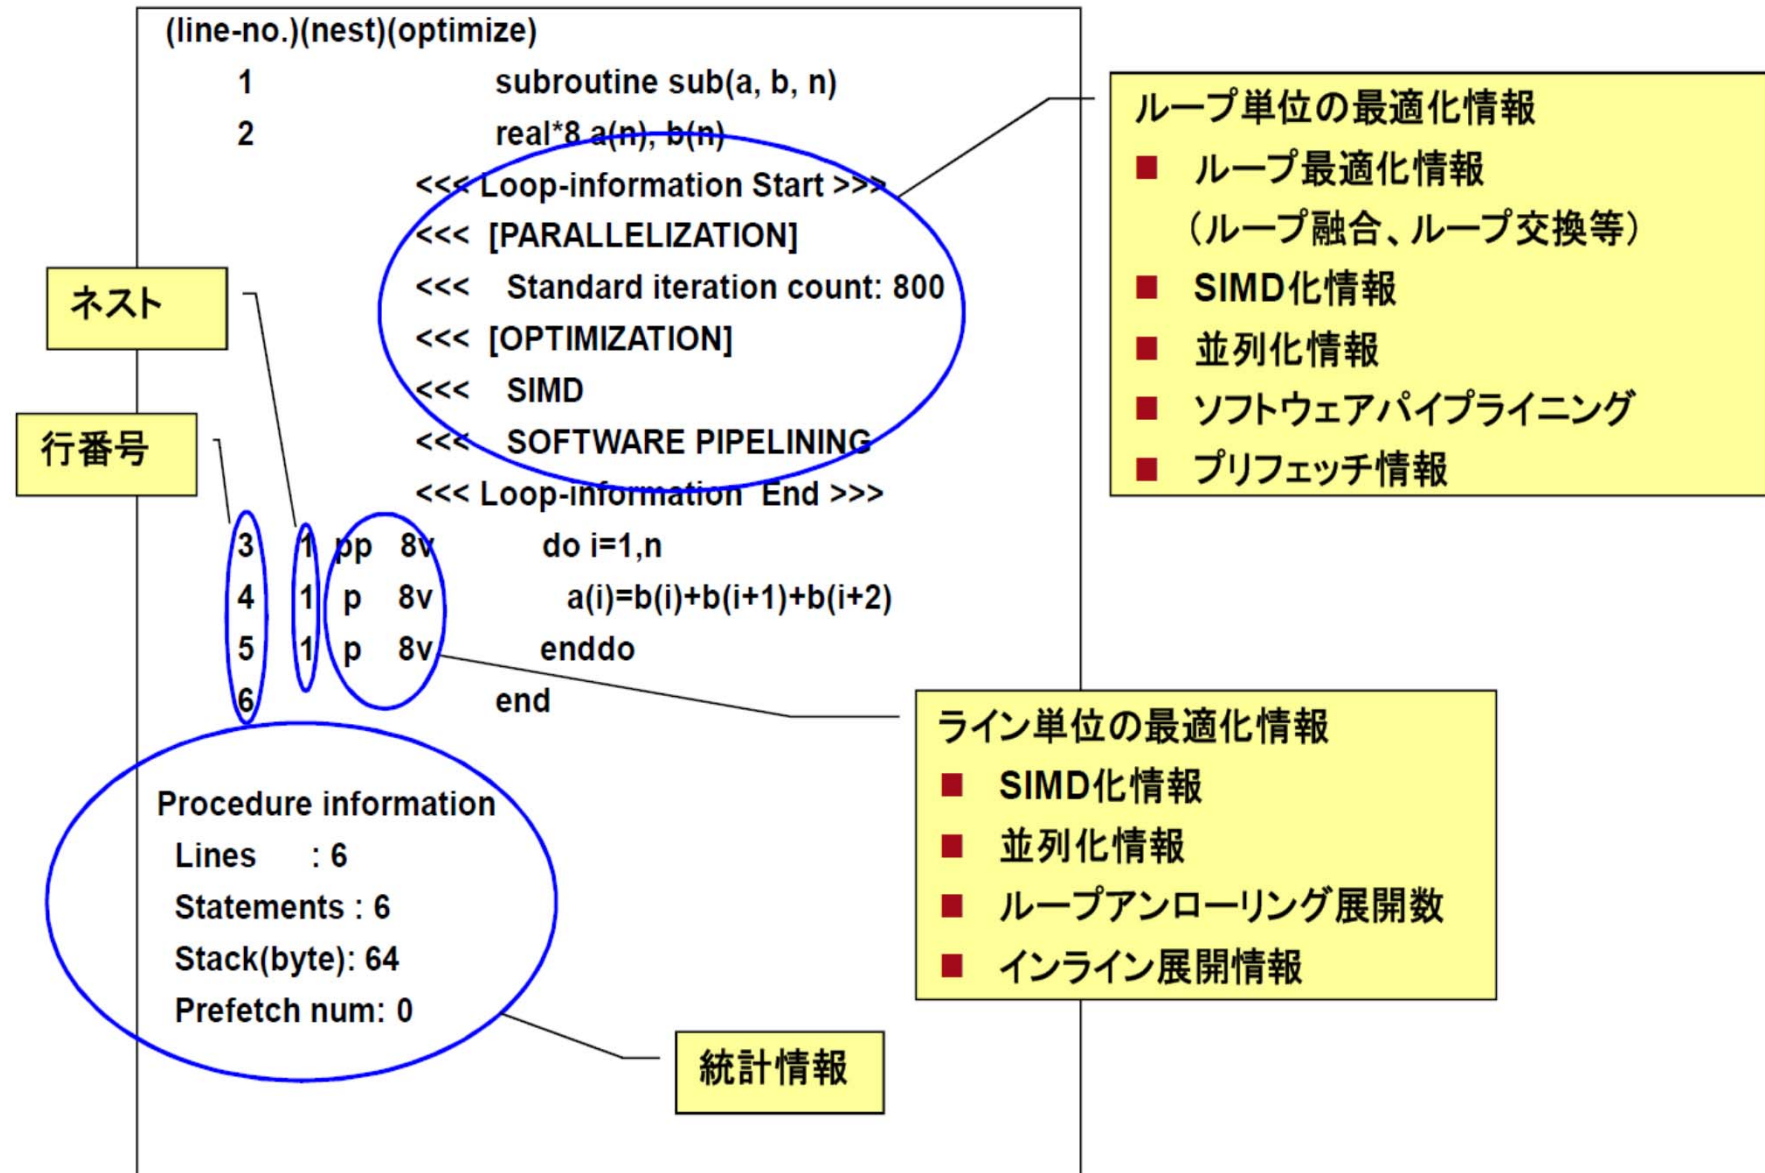 (line-no.)(nest)(optimize)
1 subroutine sub(a, b, n)
2 real*8 a(n), b(n)
<<< Loop-information Start >>>
<<< [PARALLELIZATION]
<<< Standard iteration count: 800
<<< [OPTIMIZATION]
<<< SIMD
<<< SOFTWARE PIPELINING
<<< Loop-information End >>>
3 1 pp 8v do i=1,n
4 1 p 8v a(i)=b(i)+b(i+1)+b(i+2)
5 1 p 8v enddo
6 end
Procedure information
Lines : 6
Statements : 6
Stack(byte): 64
Prefetch num: 0
ネスト
行番号
ループ単位の最適化情報
■ ループ最適化情報
（ループ融合、ループ交換等）
■ SIMD化情報
■ 並列化情報
■ ソフトウェアパイプライニング
■ プリフェッチ情報
ライン単位の最適化情報
■ SIMD化情報
■ 並列化情報
■ ループアンローリング展開数
■ インライン展開情報
統計情報